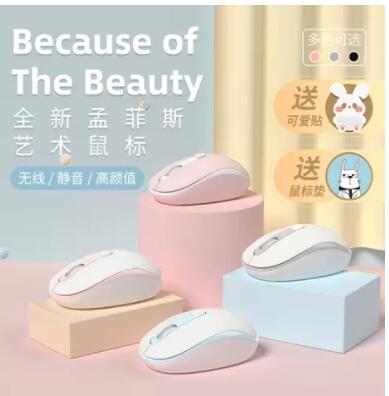 Because of
The Beauty
全新孟菲斯
艺术鼠标
无线/静音/高颜值
多色可选
送
可爱贴
送
鼠标垫